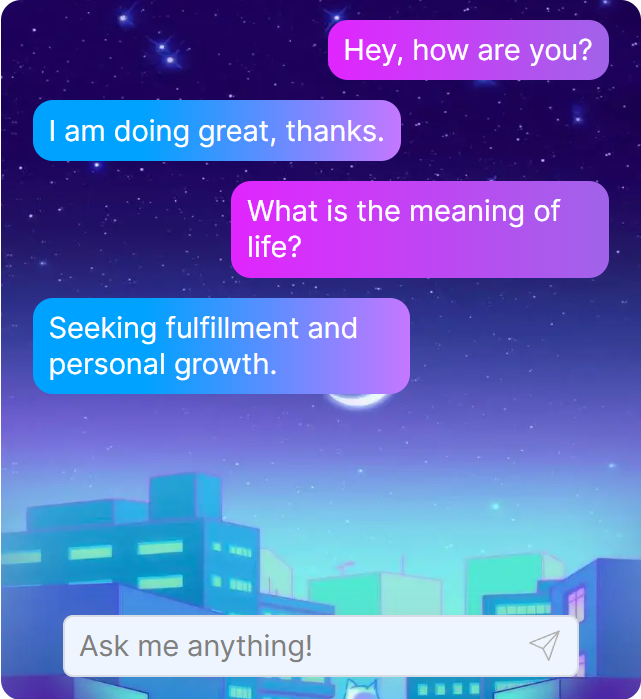 Hey, how are you?
I am doing great, thanks.
What is the meaning of
life?
Seeking fulfillment and
personal growth.
Ask me anything!